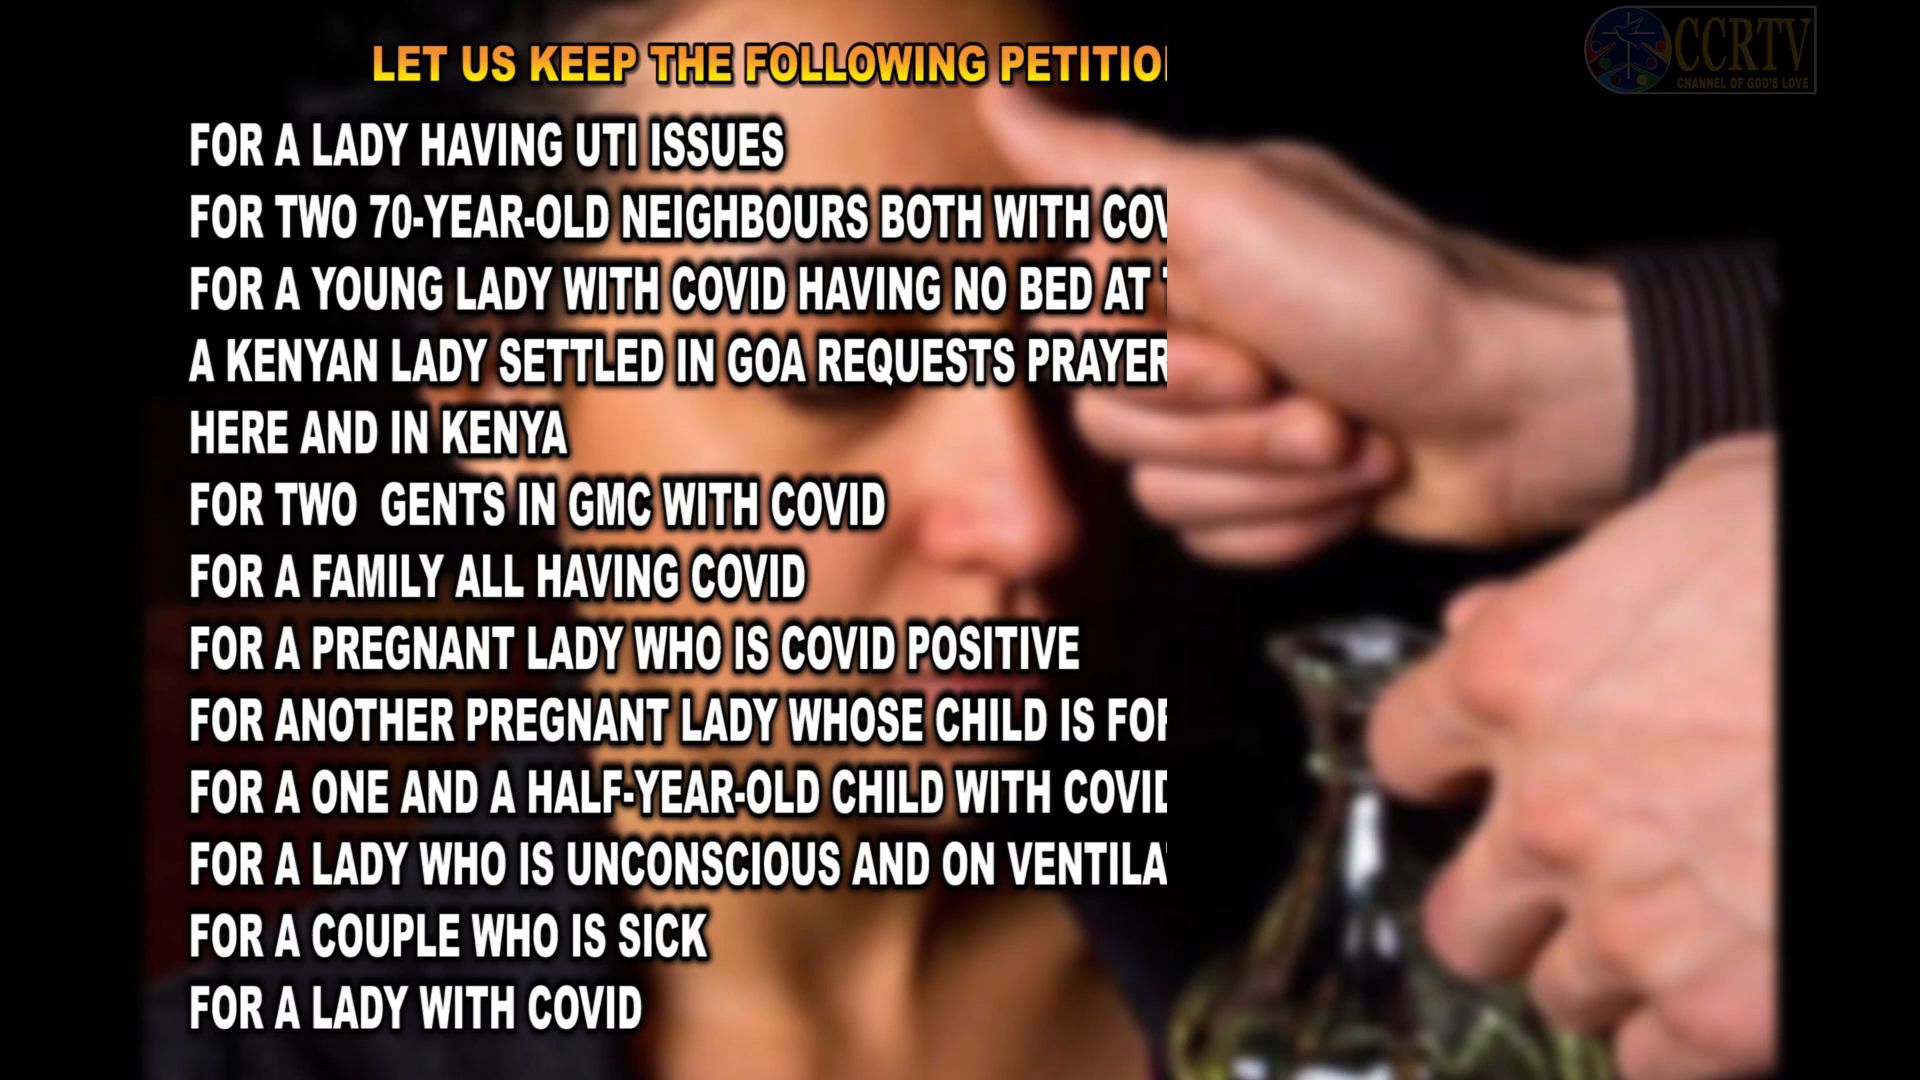 CCRTV
CHANNEL OF GOD'S LOVE
LET US KEEP THE FOLLOWING
FOR A LADY HAVING UTI ISSUES
FOR TWO 70-YEAR-OLD NEIGHBOURS BOTH WITH
FOR A YOUNG LADY WITH COVID HAVING NO BED AT
A KENYAN LADY SETTLED IN GOA REQUESTS PRAYER
HERE AND IN KENYA
FOR TWO GENTS IN GMC WITH COVID
FOR A FAMILY ALL HAVING COVID
FOR A PREGNANT LADY WHO IS COVID POSITIVE
FOR ANOTHER PREGNANT LADY WHOSE CHILD IS
FOR A ONE AND A HALF-YEAR-OLD CHILD WITH COVID
FOR A LADY WHO IS UNCONSCIOUS AND ON
FOR A COUPLE WHO IS SICK
FOR A LADY WITH COVID